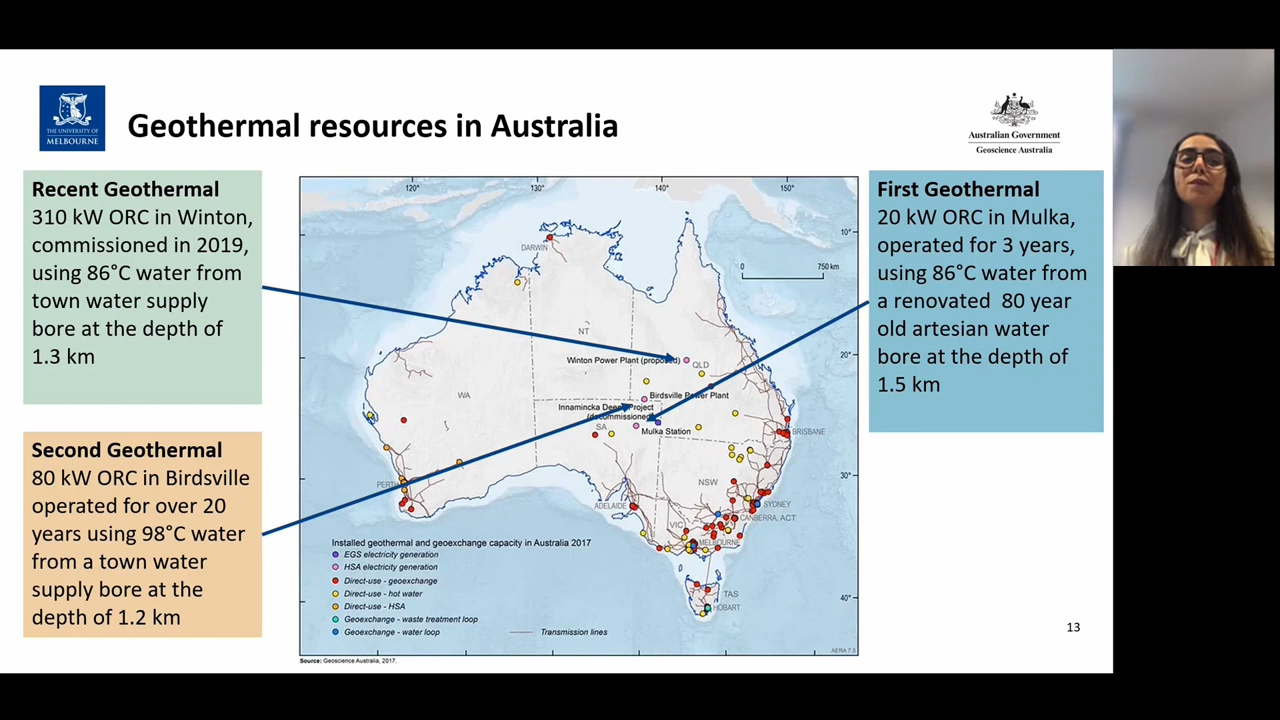 THE UNIVERSITY OF
MELBOURNE
Geothermal resources in Australia
Australian Government
Geoscience Australia
Recent Geothermal
310 kW ORC in Winton,
commissioned in 2019,
using 86°C water from
town water supply
bore at the depth of
1.3 km
Second Geothermal
80 kW ORC in Birdsville
operated for over 20
years using 98°C water
from a town water
supply bore at the
depth of 1.2 km
120°
130°
140°
150°
10°
DARWIN
0
750 km
NT
20°
Winton Power Plant (proposed)
QLD
WA
Birdsville Power Plant
Innamincka Deeps Project
(decommissioned)
SA
Mulka Station
BRISBANE
30°
PERTH
NSW
ADELAIDE
SYDNEY
CANBERRA, ACT
VIC
MELBOURNE
TAS
HOBART
40°
Installed geothermal and geoexchange capacity in Australia 2017
EGS electricity generation
HSA electricity generation
Direct-use - geoexchange
Direct-use - hot water
Direct-use - HSA
Geoexchange - waste treatment loop
Geoexchange - water loop
Transmission lines
AERA 7.5
Source: Geoscience Australia, 2017.
First Geothermal
20 kW ORC in Mulka,
operated for 3 years,
using 86°C water from
a renovated 80 year
old artesian water
bore at the depth of
1.5 km
13